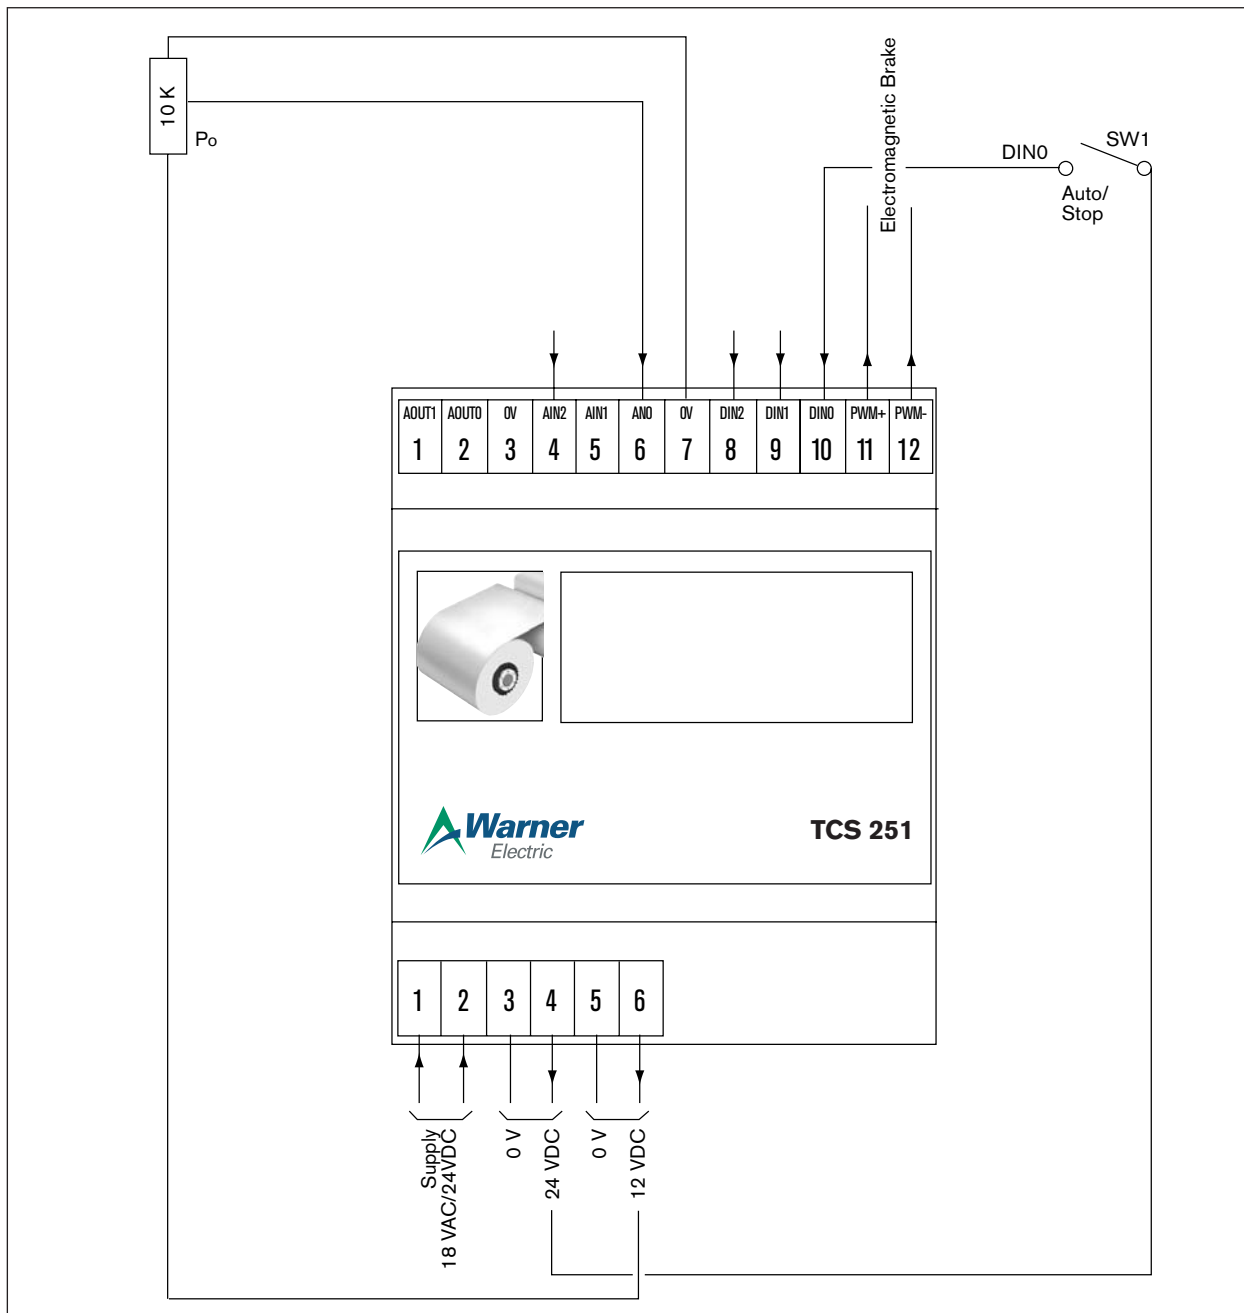 10 K
Po
Electromagnetic Brake
DIN0
SW1
Auto/
Stop
AOUT1 AOUT0 0V AIN2 AIN1 AN0 0V DIN2 DIN1 DIN0 PWM+ PWM-
1 2 3 4 5 6 7 8 9 10 11 12
Warner
Electric
TCS 251
1 2 3 4 5 6
Supply
18 VAC/24VDC
0 V
24 VDC
0 V
12 VDC